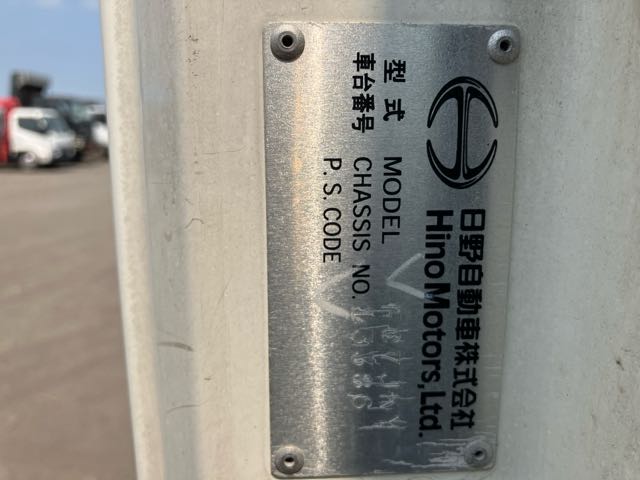 日野自動車株式会社
Hino Motors, Ltd.
型式 MODEL
車台番号 CHASSIS NO.
P. S. CODE